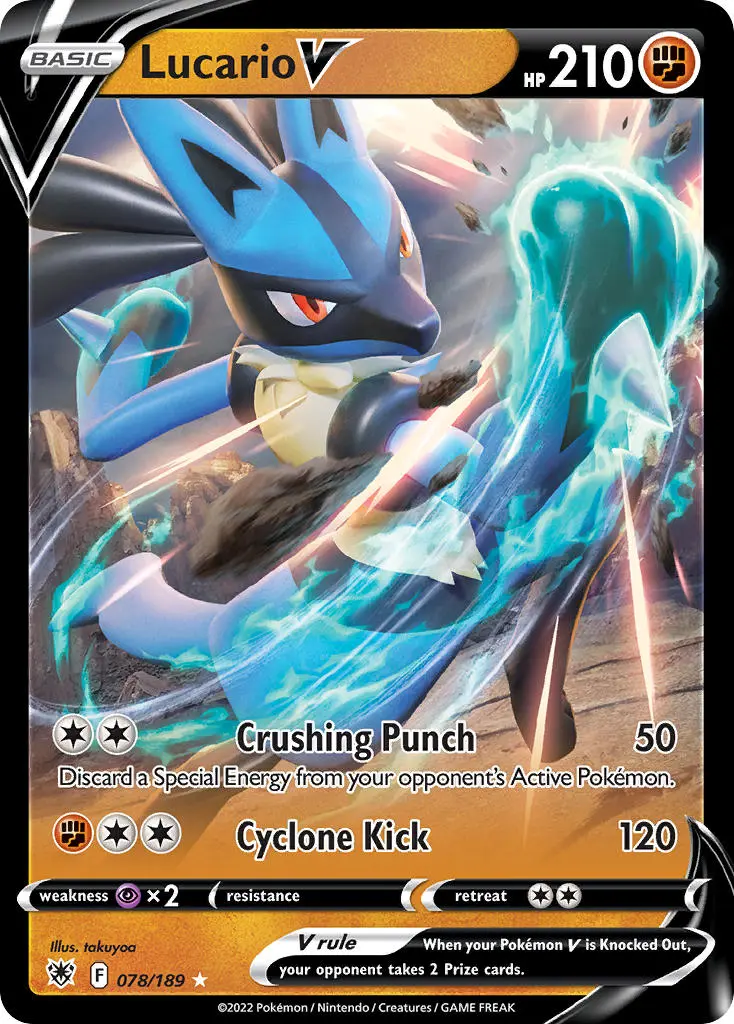 BASIC
Lucario V
HP 210
Crushing Punch 50
Discard a Special Energy from your opponent's Active Pokémon.
Cyclone Kick 120
weakness ×2 resistance retreat
Illus. takuyoa
V rule When your Pokémon V is Knocked Out,
your opponent takes 2 Prize cards.
F 078/189
©2022 Pokémon / Nintendo / Creatures / GAME FREAK